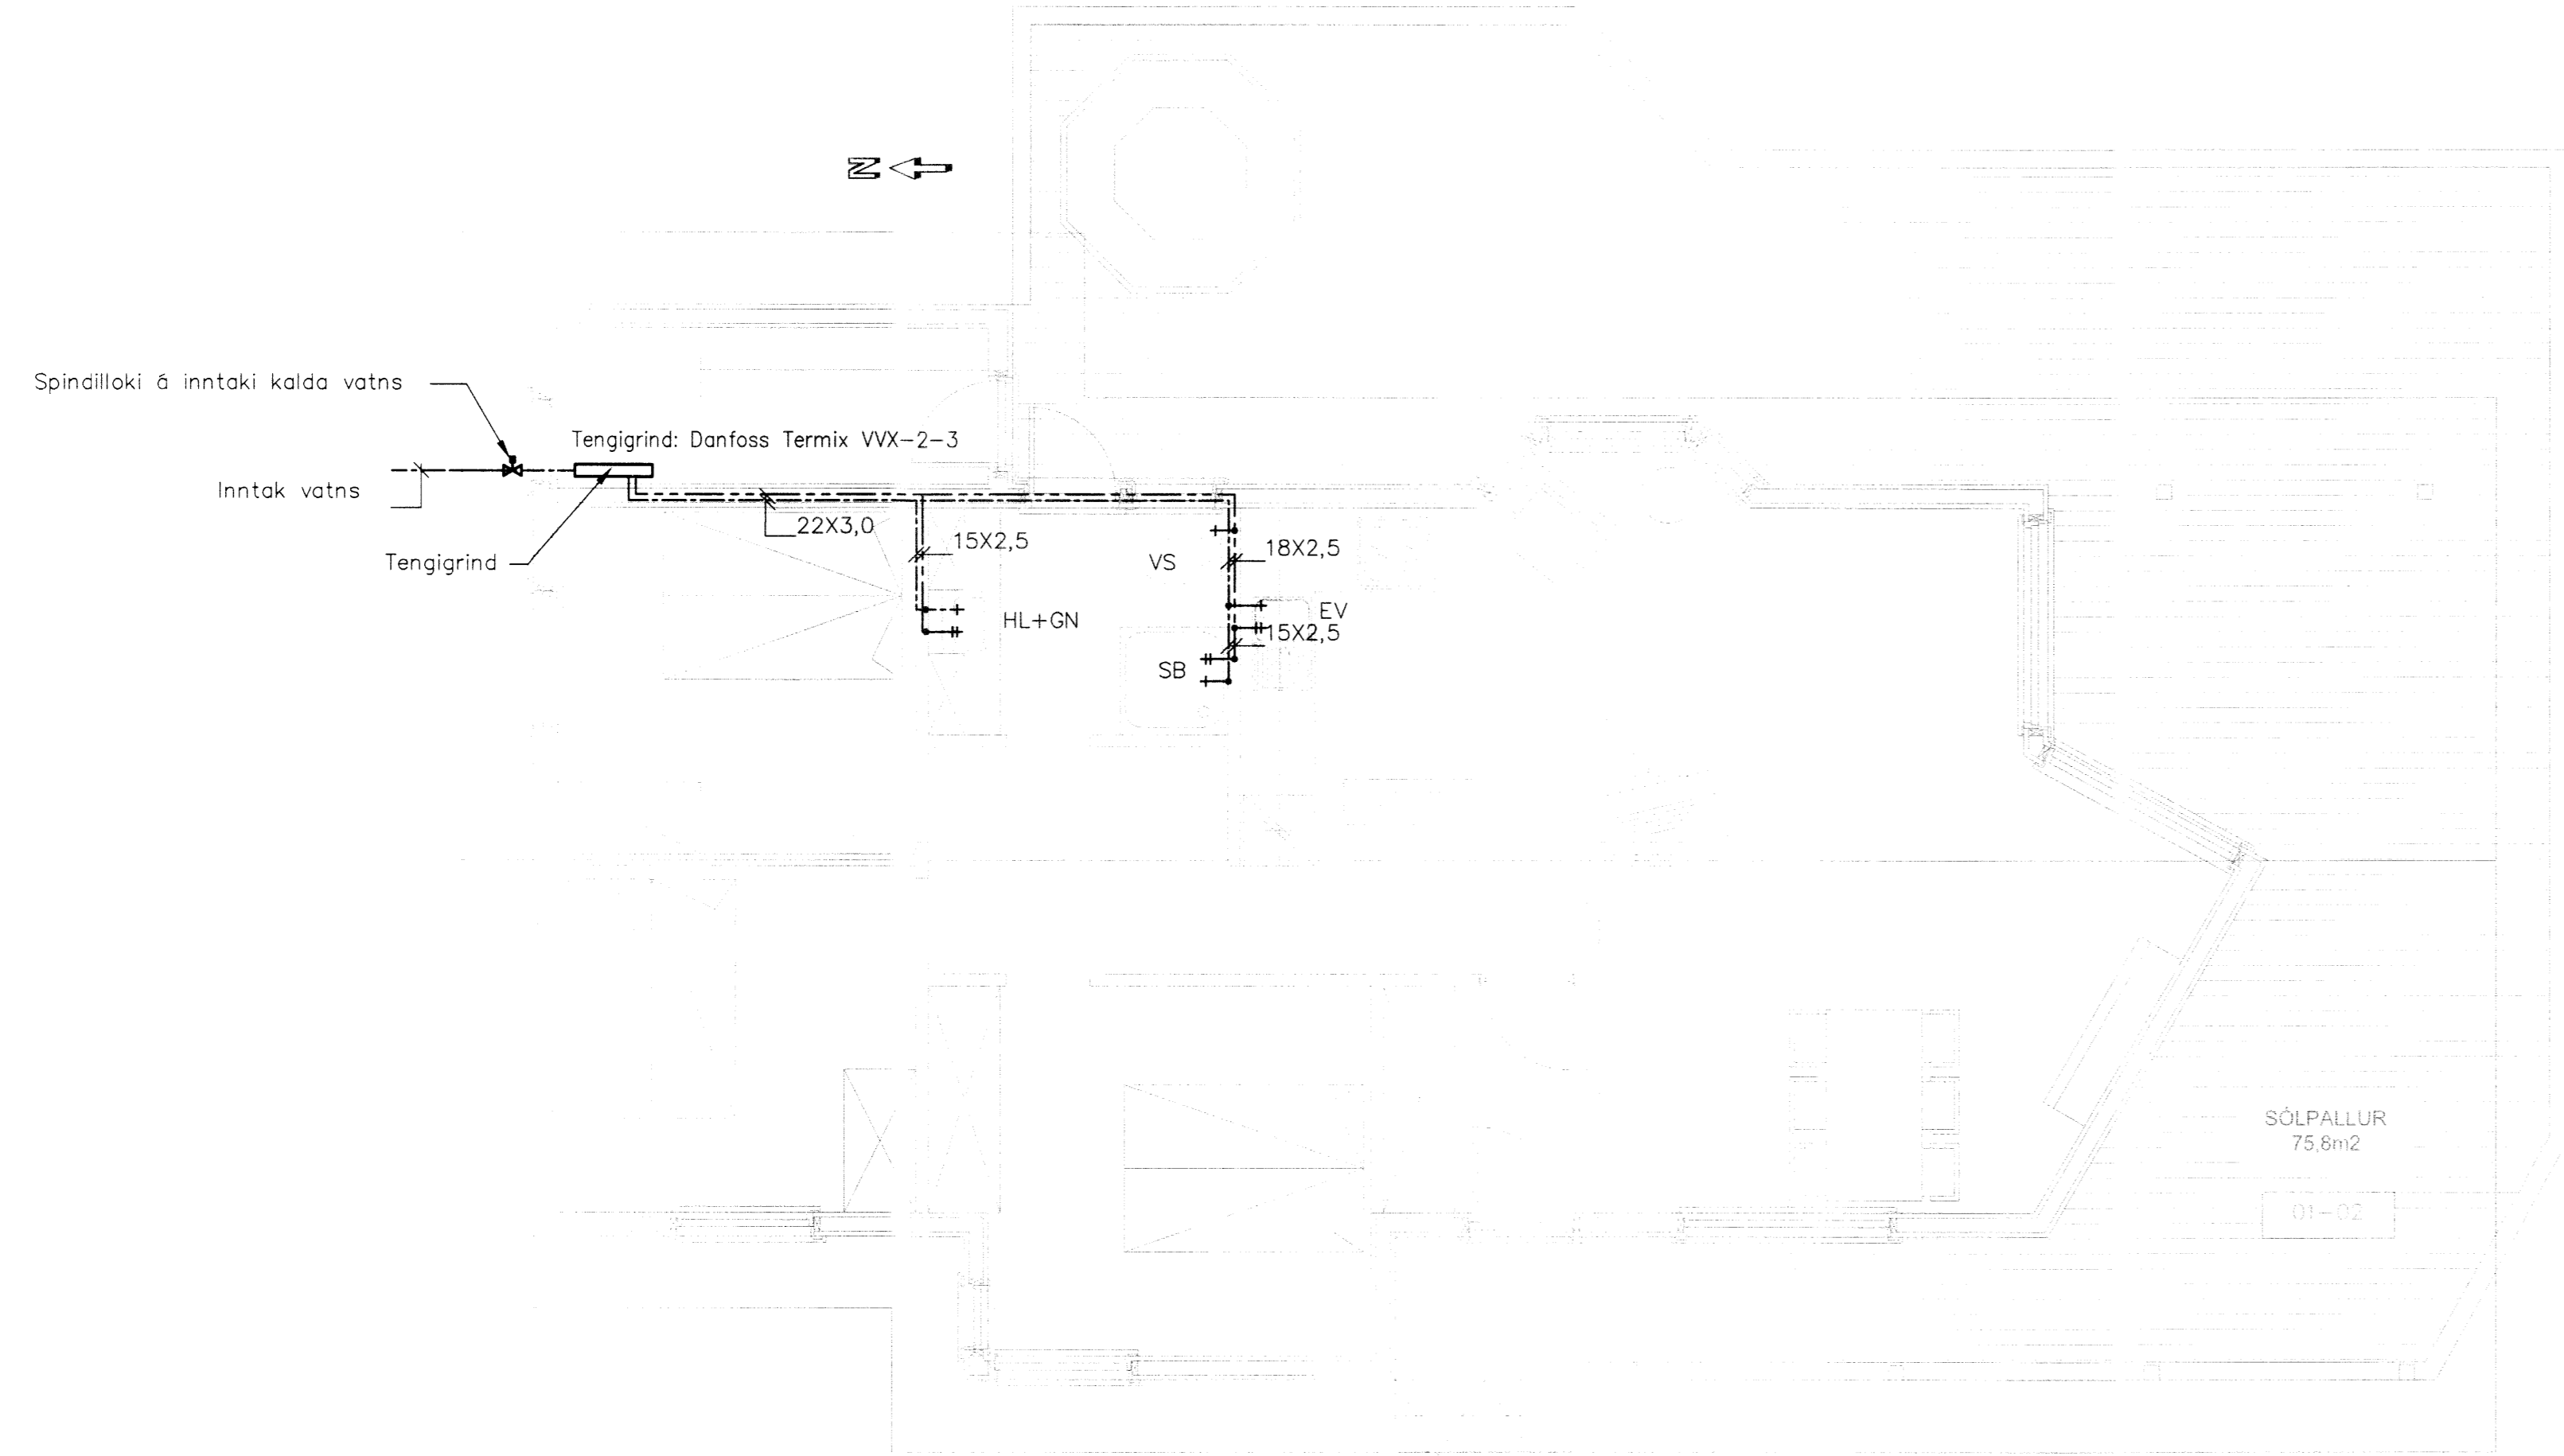 N
Spindilloki á inntaki kalda vatns
Tengigrind: Danfoss Termix VVX-2-3
Inntak vatns
Tengigrind
22X3,0
15X2,5
VS
18X2,5
HL+GN
EV
15X2,5
SB
SÓLPALLUR
75,8m2
01-02